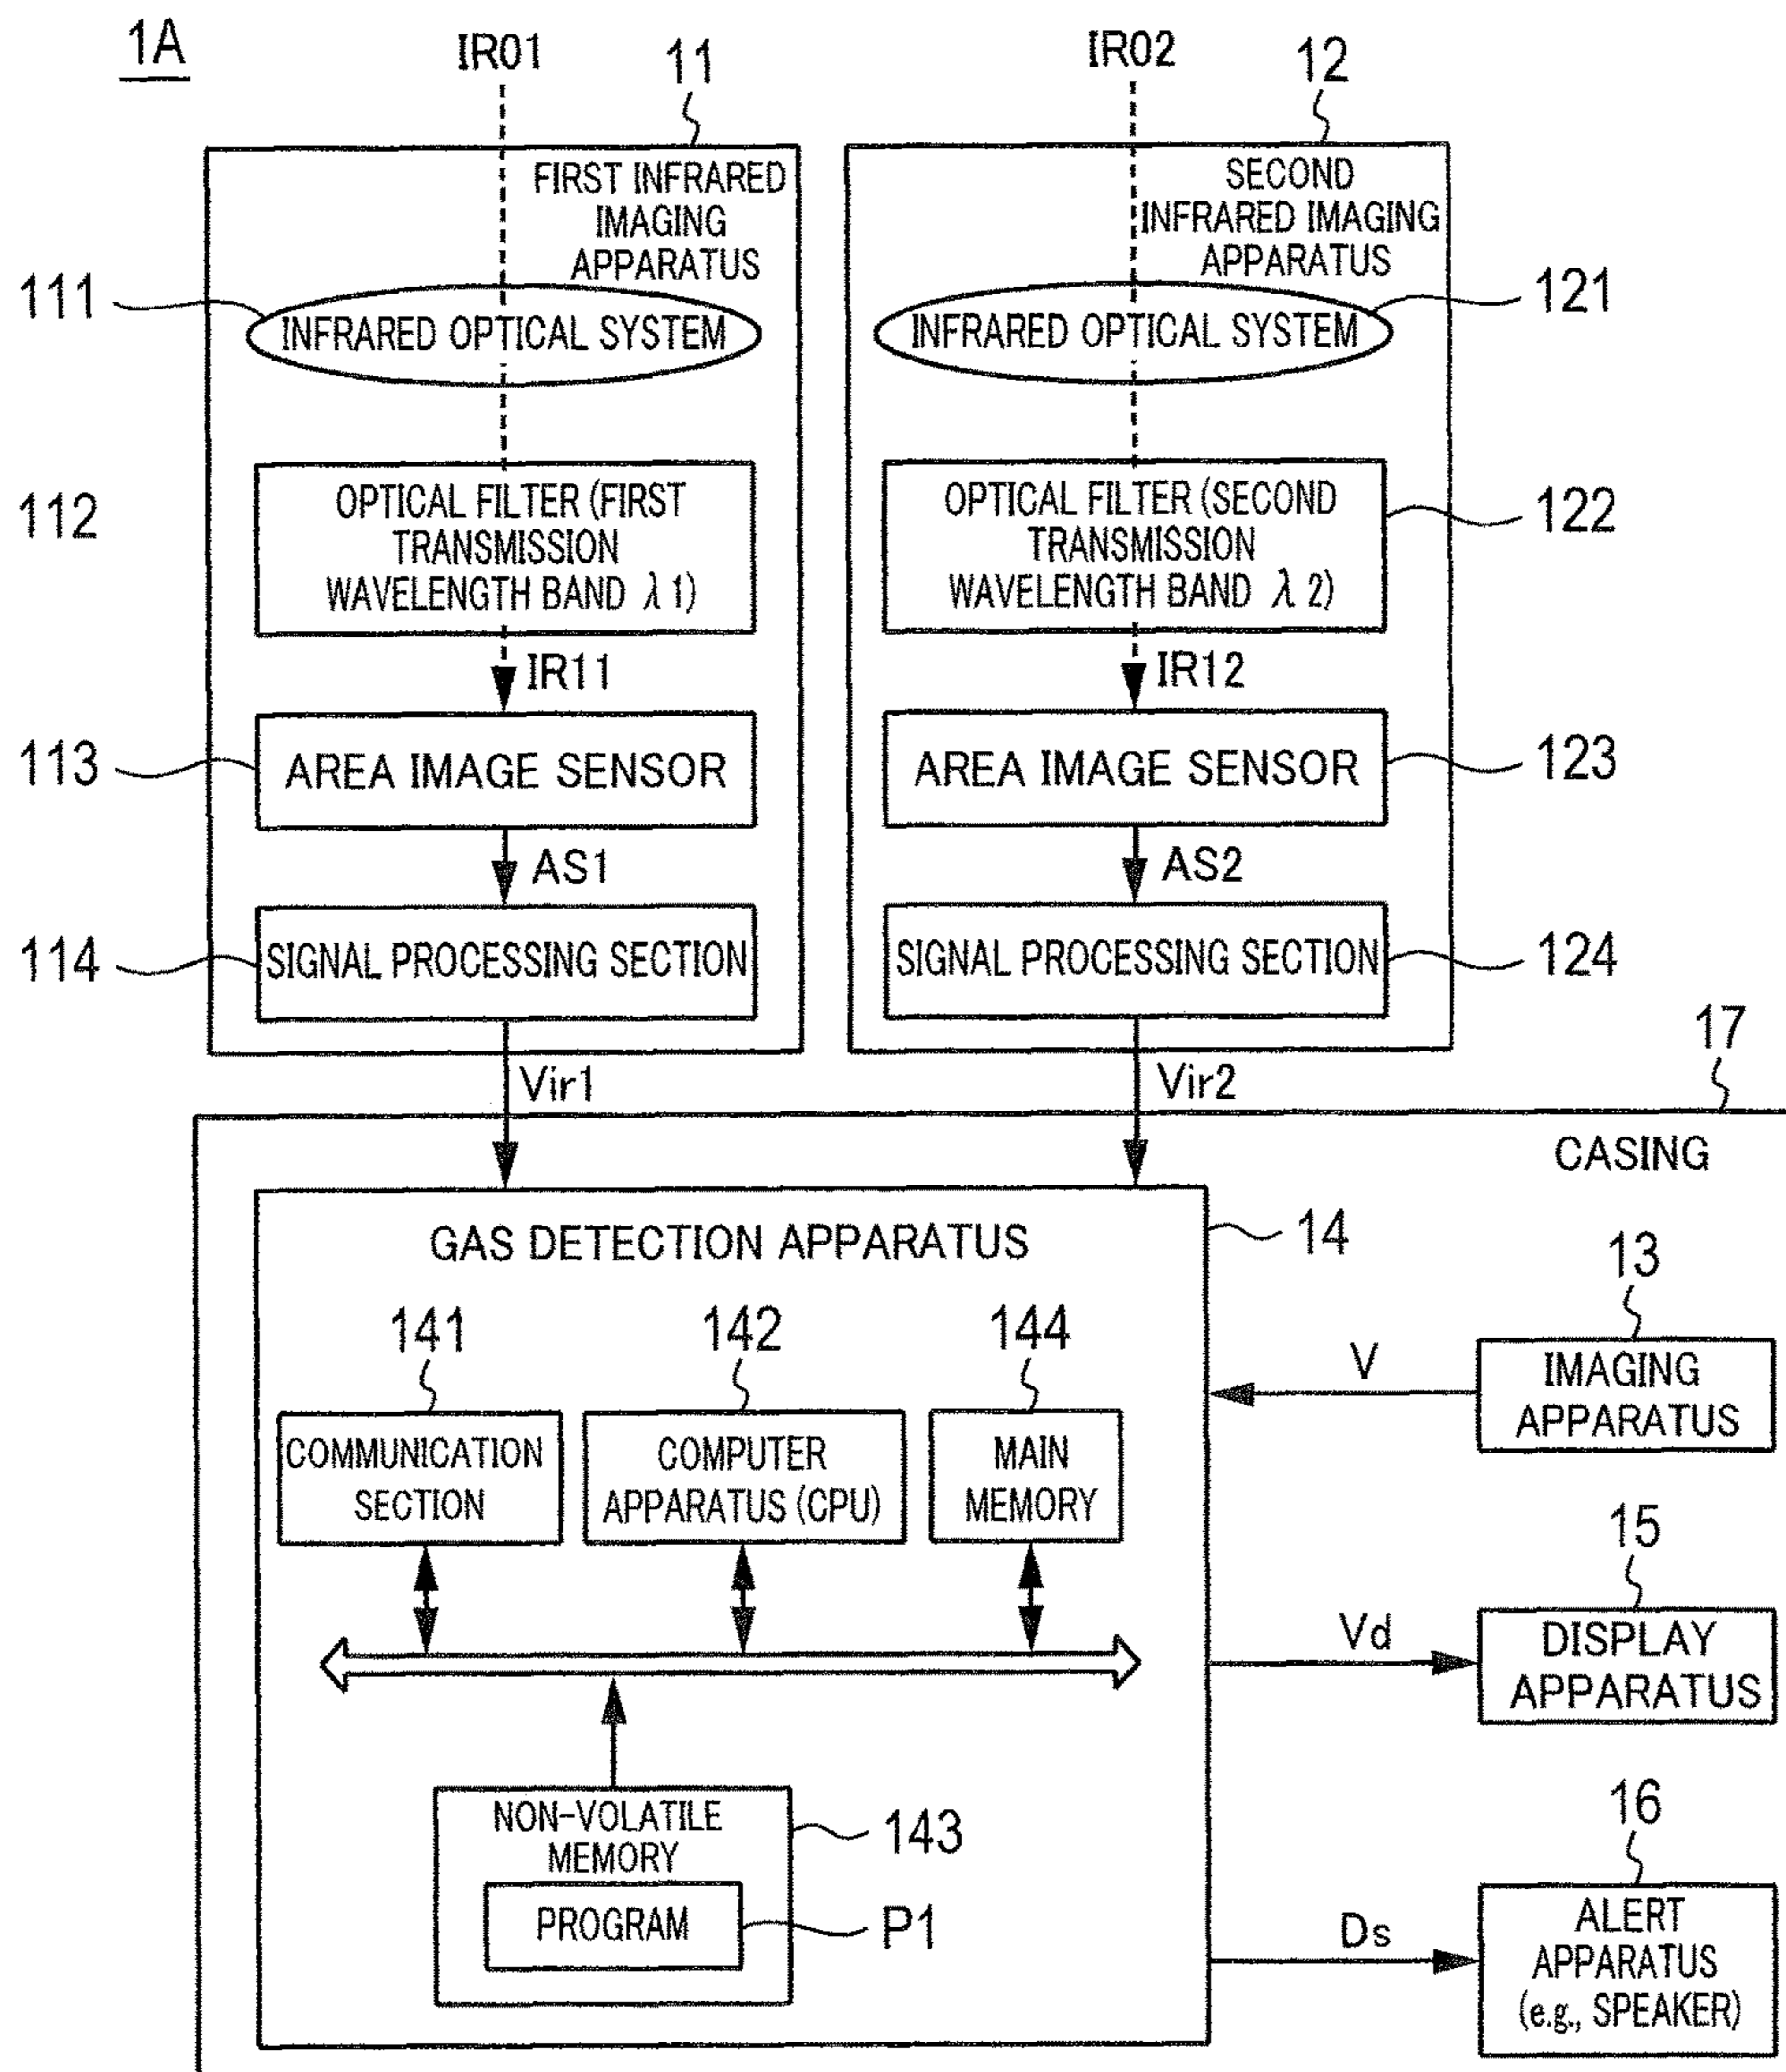 1A
IR01
11
IR02
12
FIRST INFRARED
IMAGING
APPARATUS
SECOND
INFRARED IMAGING
APPARATUS
111
INFRARED OPTICAL SYSTEM
INFRARED OPTICAL SYSTEM
121
112
OPTICAL FILTER (FIRST
TRANSMISSION
WAVELENGTH BAND λ1)
OPTICAL FILTER (SECOND
TRANSMISSION
WAVELENGTH BAND λ2)
122
IR11
IR12
113
AREA IMAGE SENSOR
AREA IMAGE SENSOR
123
AS1
AS2
114
SIGNAL PROCESSING SECTION
SIGNAL PROCESSING SECTION
124
17
Vir1
Vir2
CASING
GAS DETECTION APPARATUS
14
13
141
142
144
V
IMAGING
APPARATUS
COMMUNICATION
SECTION
COMPUTER
APPARATUS (CPU)
MAIN
MEMORY
15
Vd
DISPLAY
APPARATUS
NON-VOLATILE
MEMORY
143
16
PROGRAM
P1
Ds
ALERT
APPARATUS
(e.g., SPEAKER)